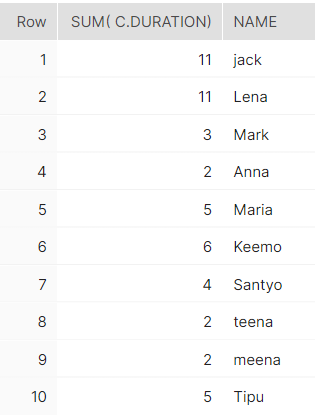 Row SUM( C.DURATION) NAME
1 11 jack
2 11 Lena
3 3 Mark
4 2 Anna
5 5 Maria
6 6 Keemo
7 4 Santyo
8 2 teena
9 2 meena
10 5 Tipu